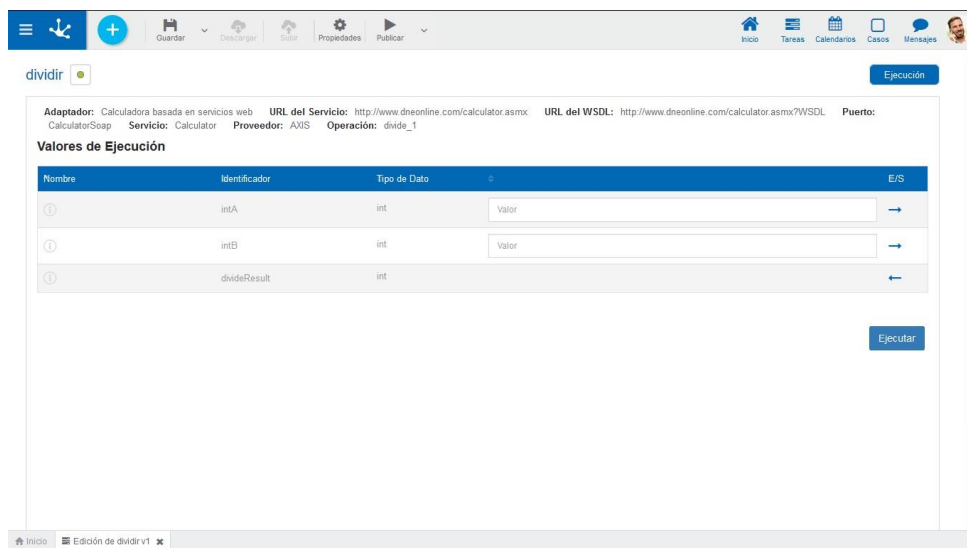 Guardar Descargar Subir Propiedades Publicar Inicio Tareas Calendarios Casos Mensajes
dividir Ejecución
Adaptador: Calculadora basada en servicios web URL del Servicio: http://www.dneonline.com/calculator.asmx URL del WSDL: http://www.dneonline.com/calculator.asmx?WSDL Puerto:
CalculatorSoap Servicio: Calculator Proveedor: AXIS Operación: divide_1
Valores de Ejecución
Nombre Identificador Tipo de Dato E/S
intA int Valor
intB int Valor
divideResult int
Ejecutar
Inicio Edición de dividir v1